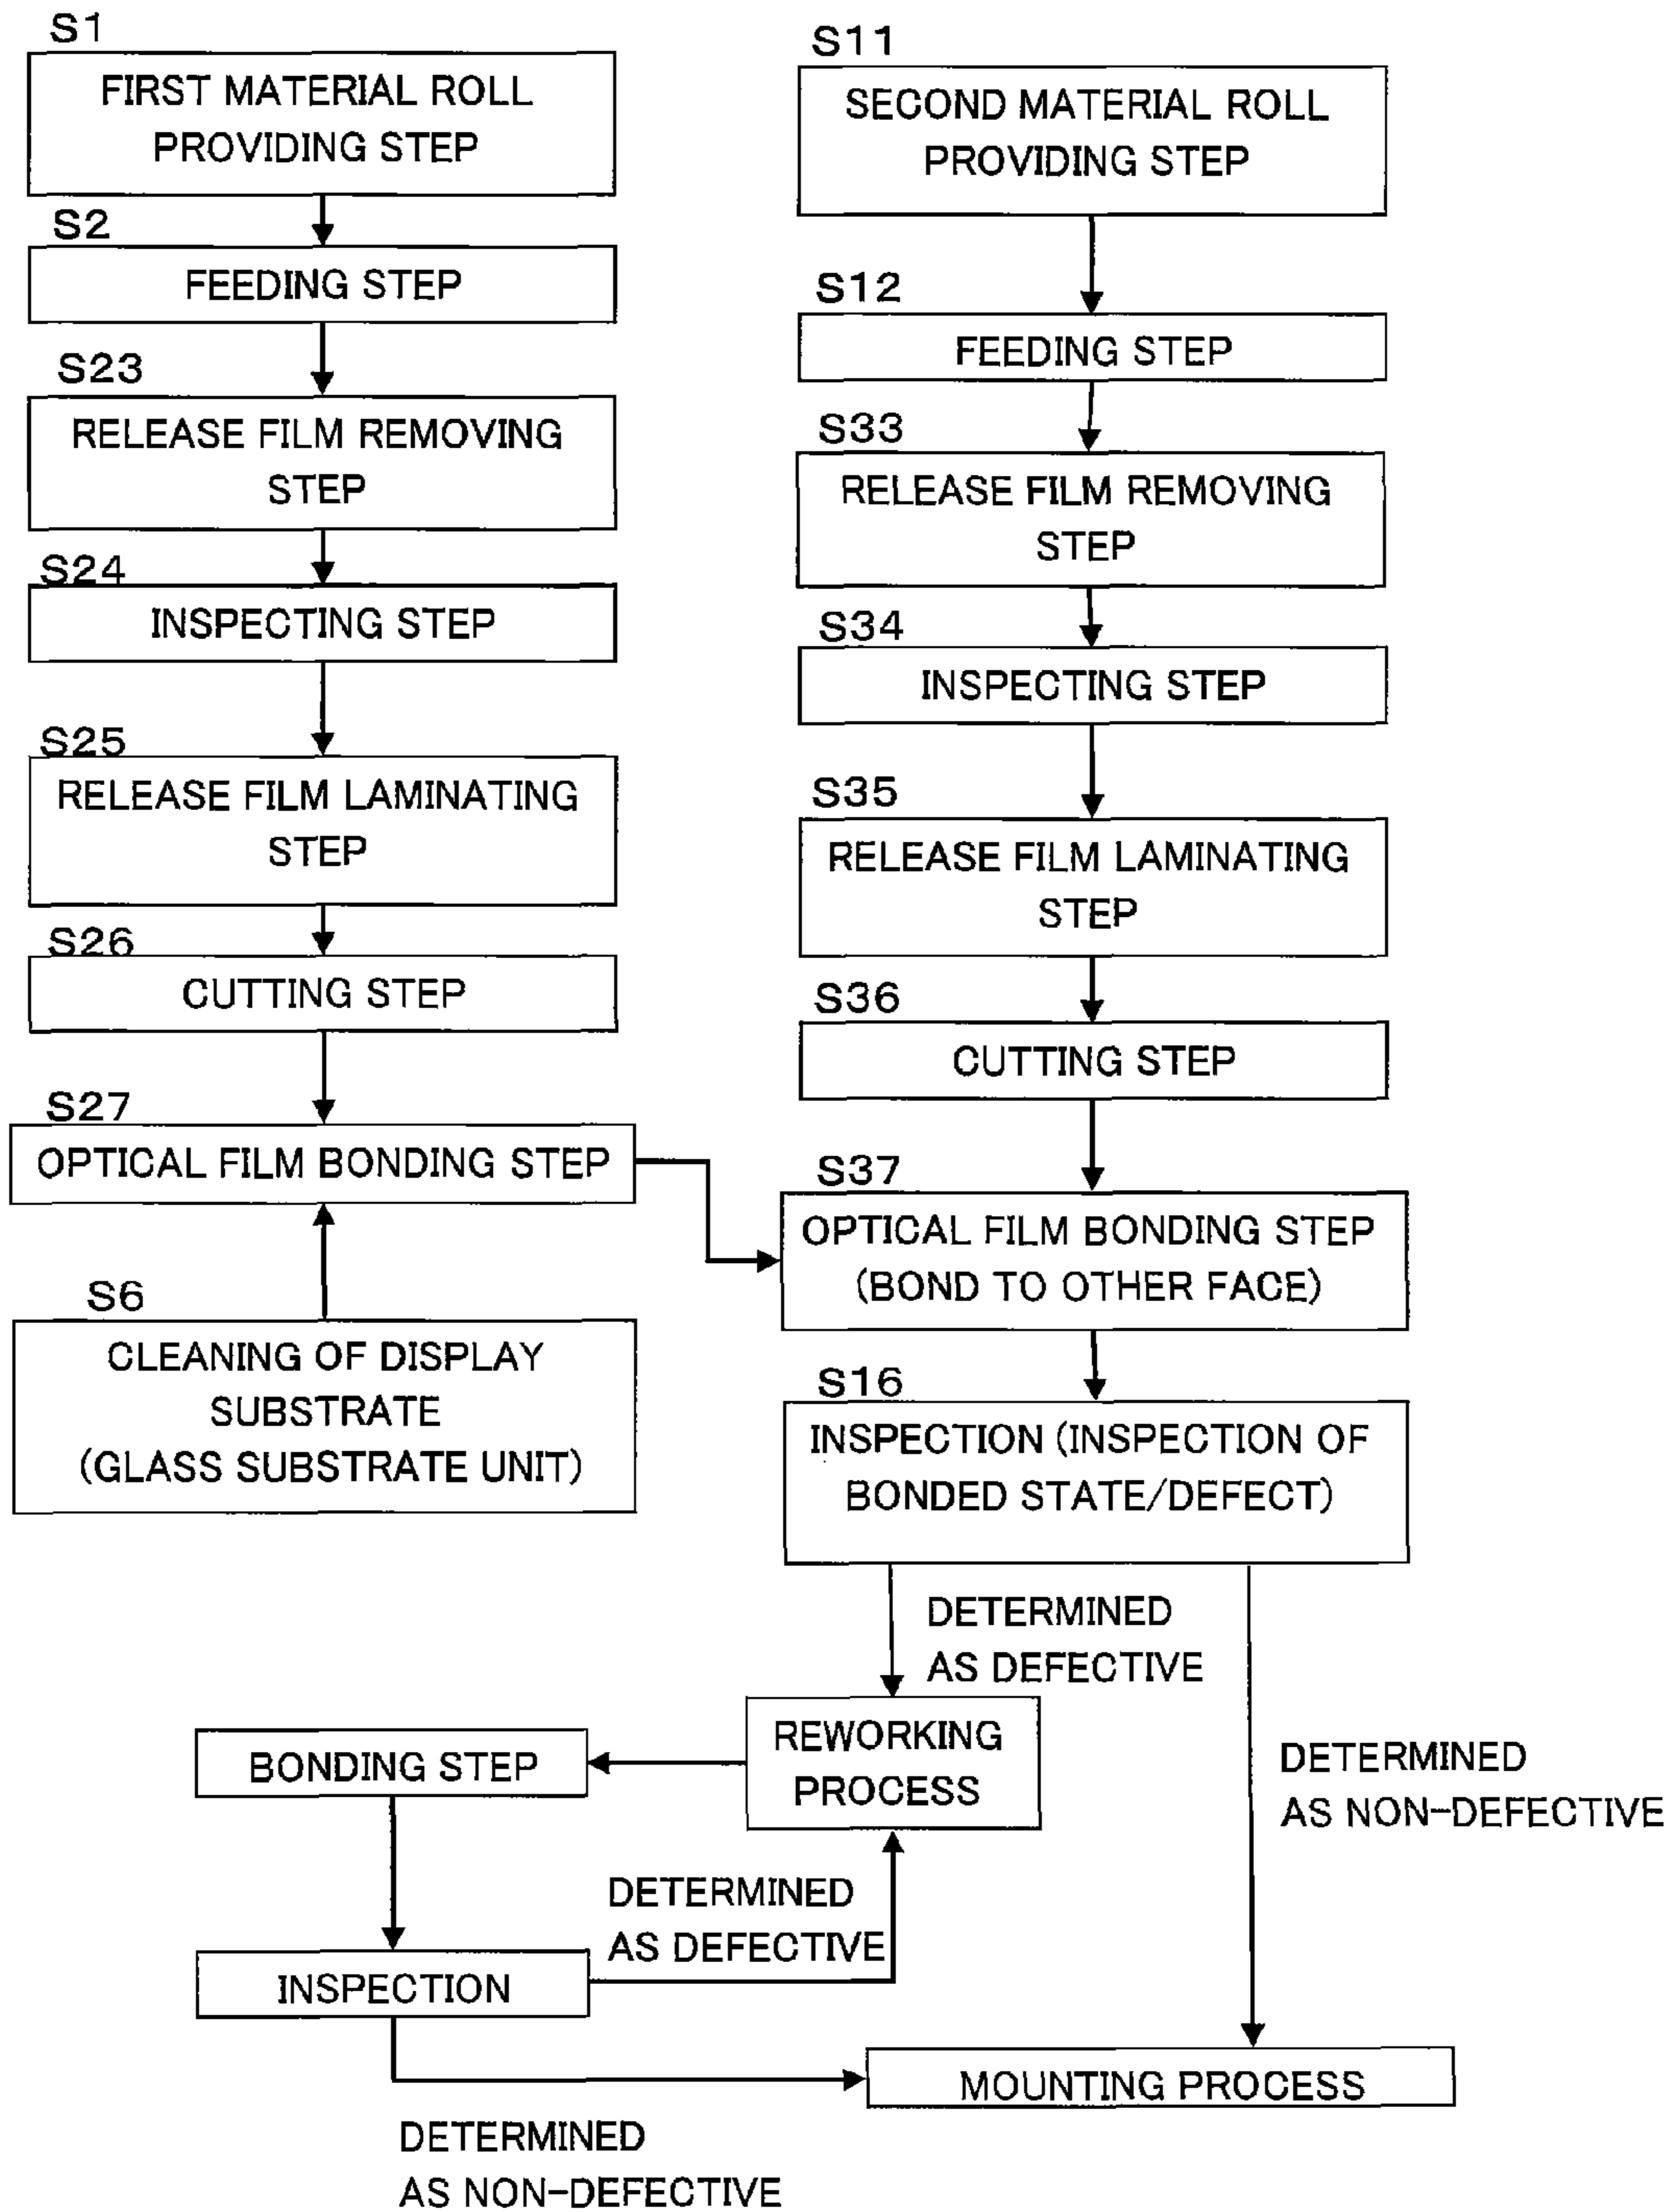 S1
FIRST MATERIAL ROLL
PROVIDING STEP
S2
FEEDING STEP
S23
RELEASE FILM REMOVING
STEP
S24
INSPECTING STEP
S25
RELEASE FILM LAMINATING
STEP
S26
CUTTING STEP
S27
OPTICAL FILM BONDING STEP
S6
CLEANING OF DISPLAY
SUBSTRATE
(GLASS SUBSTRATE UNIT)
S11
SECOND MATERIAL ROLL
PROVIDING STEP
S12
FEEDING STEP
S33
RELEASE FILM REMOVING
STEP
S34
INSPECTING STEP
S35
RELEASE FILM LAMINATING
STEP
S36
CUTTING STEP
S37
OPTICAL FILM BONDING STEP
(BOND TO OTHER FACE)
S16
INSPECTION (INSPECTION OF
BONDED STATE/DEFECT)
DETERMINED
AS DEFECTIVE
REWORKING
PROCESS
BONDING STEP
DETERMINED
AS NON-DEFECTIVE
DETERMINED
AS DEFECTIVE
INSPECTION
MOUNTING PROCESS
DETERMINED
AS NON-DEFECTIVE